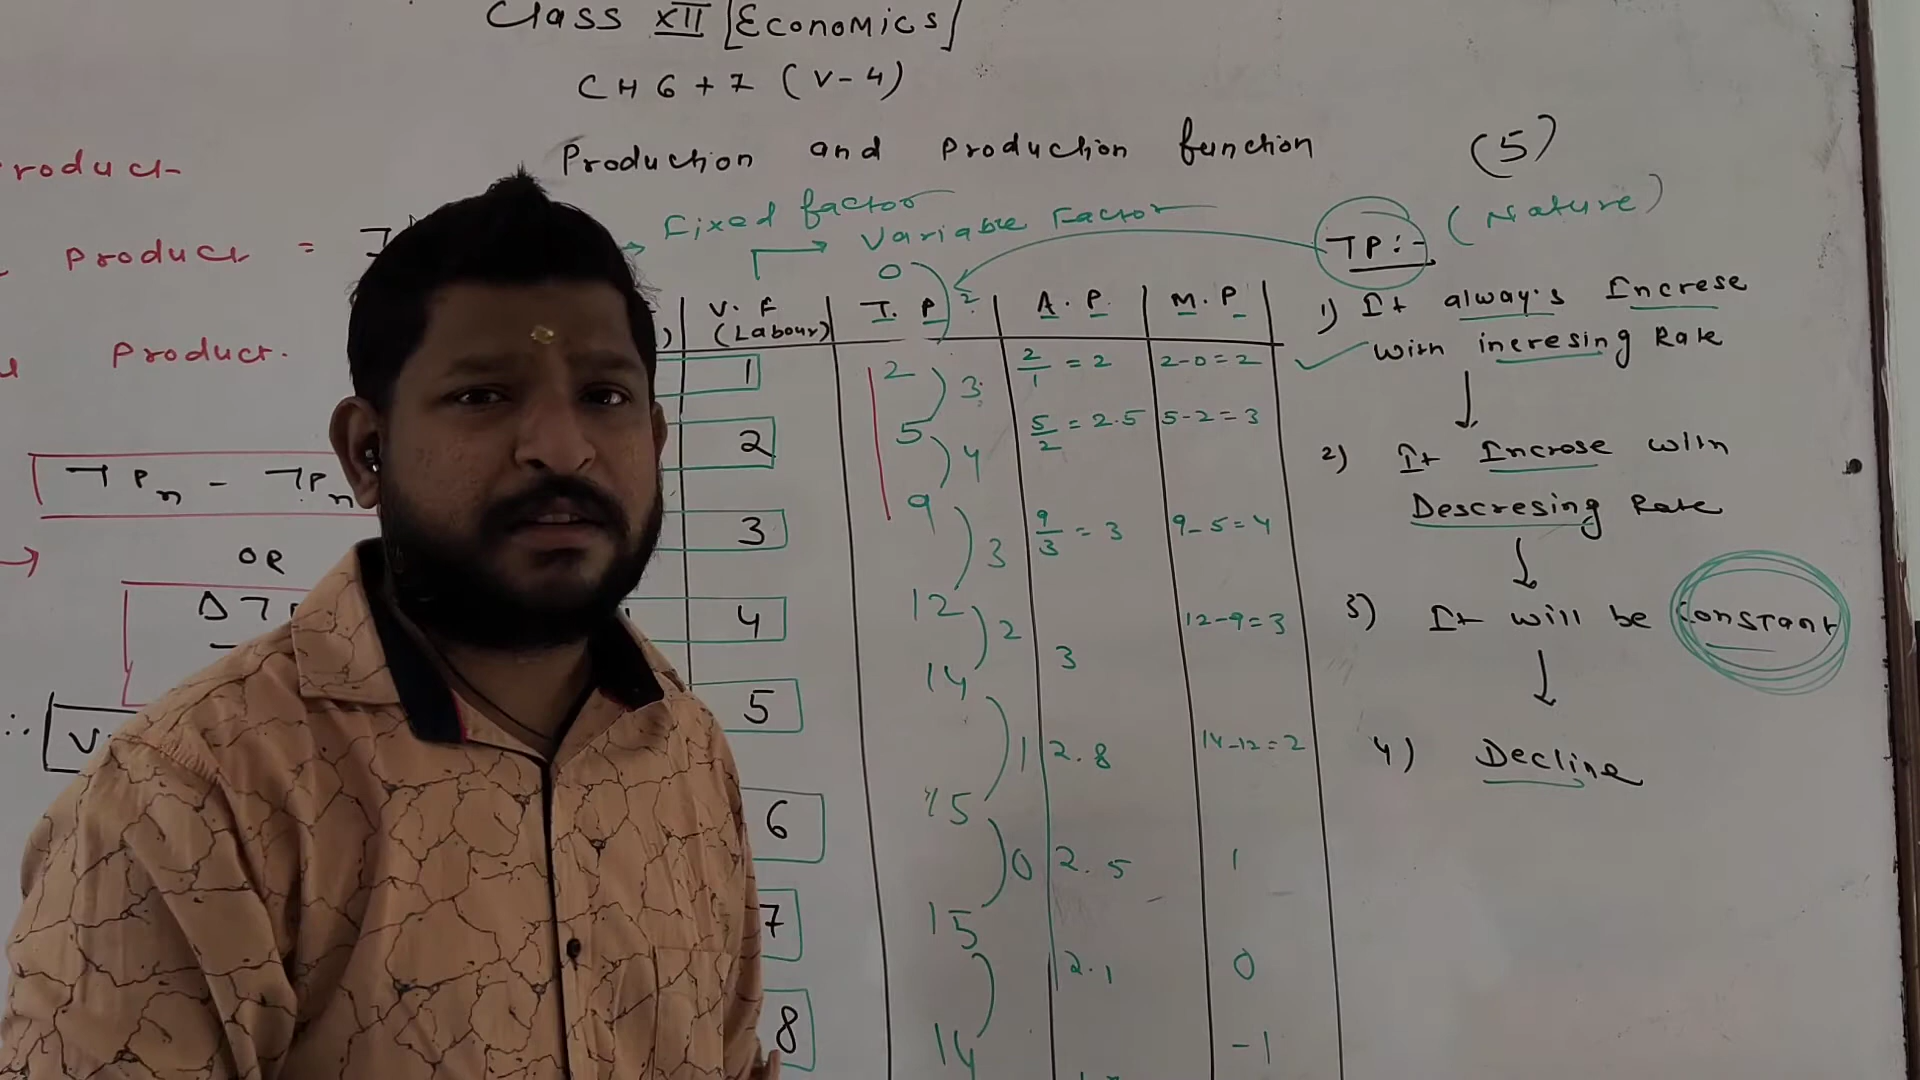 Class XII [Economics]
CH 6 + 7 (V-4)
Production and Production function (5)
roduct
Product =
Product.
TPn - TPn
OR
Fixed factor
Variable Factor
TP:- (Nature)
V. F (Labour) T. P A. P. M. P
0
2
1 2 2/1 = 2 2-0=2
3
2 5 5/2 = 2.5 5-2=3
4
3 9 9/3 = 3 9-5=4
3
4 12 3 12-9=3
2
5 14 2.8 14-12=2
1
6 15 2.5 1
0
7 15 2.1 0
8 14 -1
1) It always Increse
with incresing Rate
2) It Increse with
Descresing Rate
3) It will be Constant
4) Decline